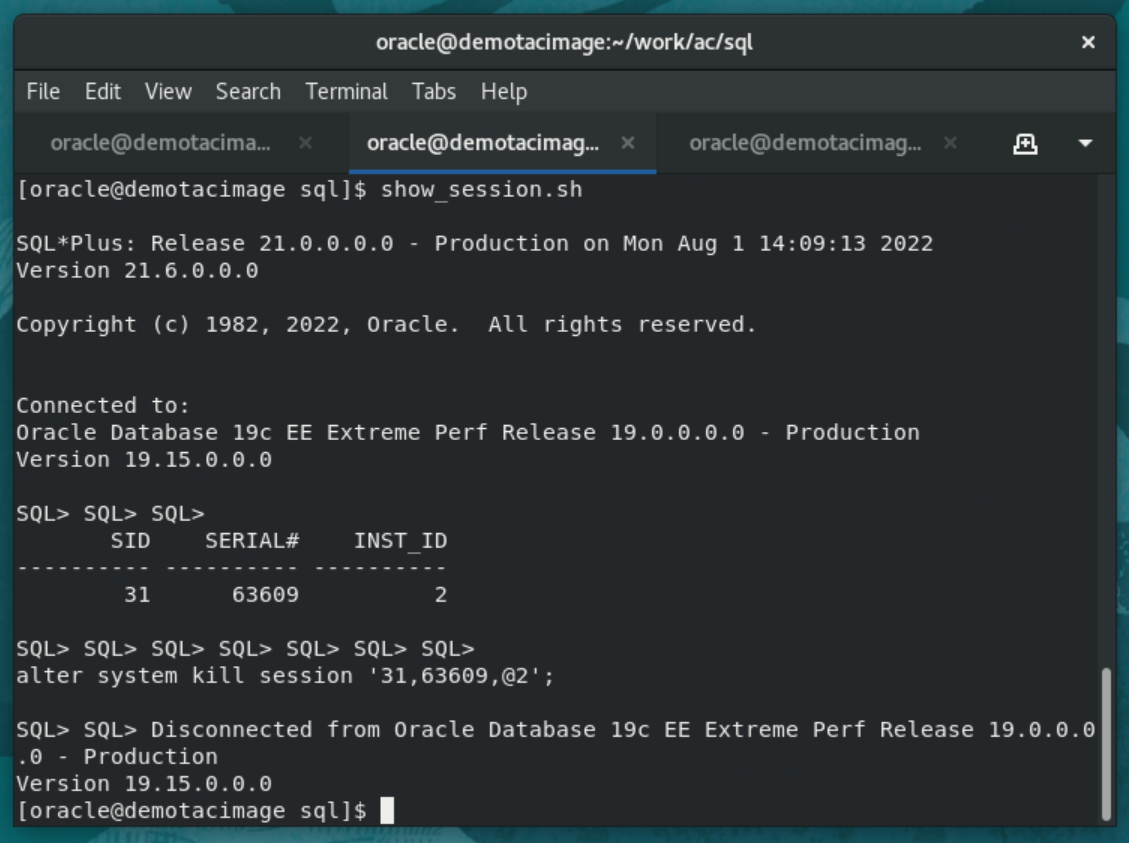 oracle@demotacimage:~/work/ac/sql ×
File Edit View Search Terminal Tabs Help
oracle@demotacima... × oracle@demotacimag... × oracle@demotacimag... ×
[oracle@demotacimage sql]$ show_session.sh
SQL*Plus: Release 21.0.0.0.0 - Production on Mon Aug 1 14:09:13 2022
Version 21.6.0.0.0
Copyright (c) 1982, 2022, Oracle.  All rights reserved.
Connected to:
Oracle Database 19c EE Extreme Perf Release 19.0.0.0.0 - Production
Version 19.15.0.0.0
SQL> SQL> SQL>
       SID    SERIAL#    INST_ID
---------- ---------- ----------
        31      63609          2
SQL> SQL> SQL> SQL> SQL> SQL> SQL>
alter system kill session '31,63609,@2';
SQL> SQL> Disconnected from Oracle Database 19c EE Extreme Perf Release 19.0.0.0
.0 - Production
Version 19.15.0.0.0
[oracle@demotacimage sql]$